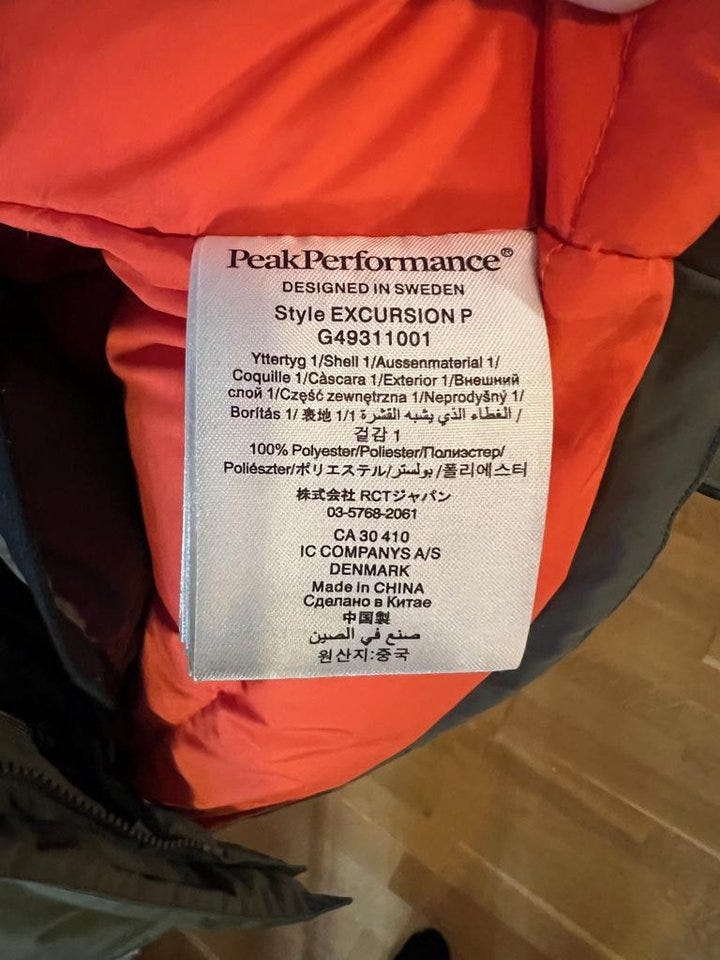 PeakPerformance®
DESIGNED IN SWEDEN
Style EXCURSION P
G49311001
Yttertyg 1/Shell 1/Aussenmaterial 1/
Coquille 1/Càscara 1/Exterior 1/Внешний
слой 1/Część zewnętrzna 1/Neprodyšný 1/
Borítás 1/ 表地 1/1 الغطاء الذي يشبه القشرة /
겉감 1
100% Polyester/Poliester/Полиэстер/
Poliészter/ポリエステル/بولستر/폴리에스터
株式会社 RCTジャパン
03-5768-2061
CA 30 410
IC COMPANYS A/S
DENMARK
Made in CHINA
Сделано в Китае
中国製
صنع في الصين
원산지:중국